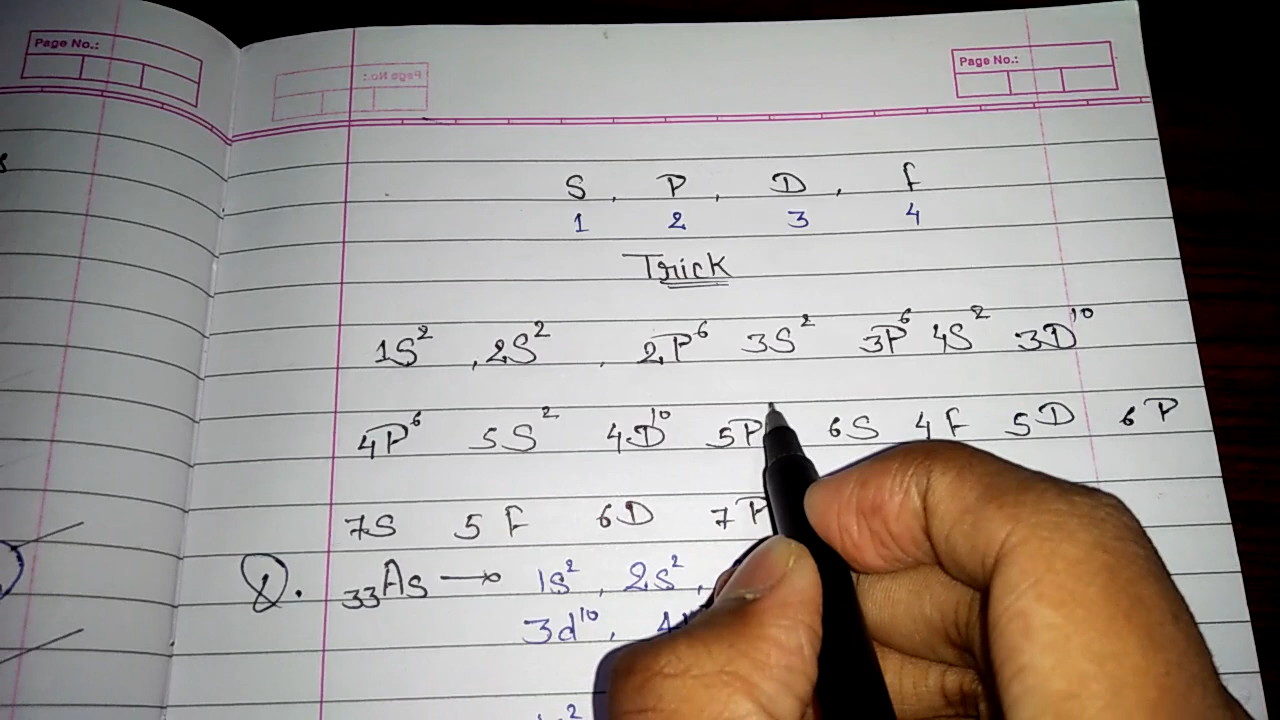 Page No.:
Page No.:
S , P , D , f
1 2 3 4
Trick
1S² , 2S² , 2P⁶ 3S² 3P⁶ 4S² 3D¹⁰
4P⁶ 5S² 4D¹⁰ 5P 6S 4F 5D 6P
7S 5F 6D 7P
Q. ₃₃As → 1s² , 2s² ,
3d¹⁰ ,